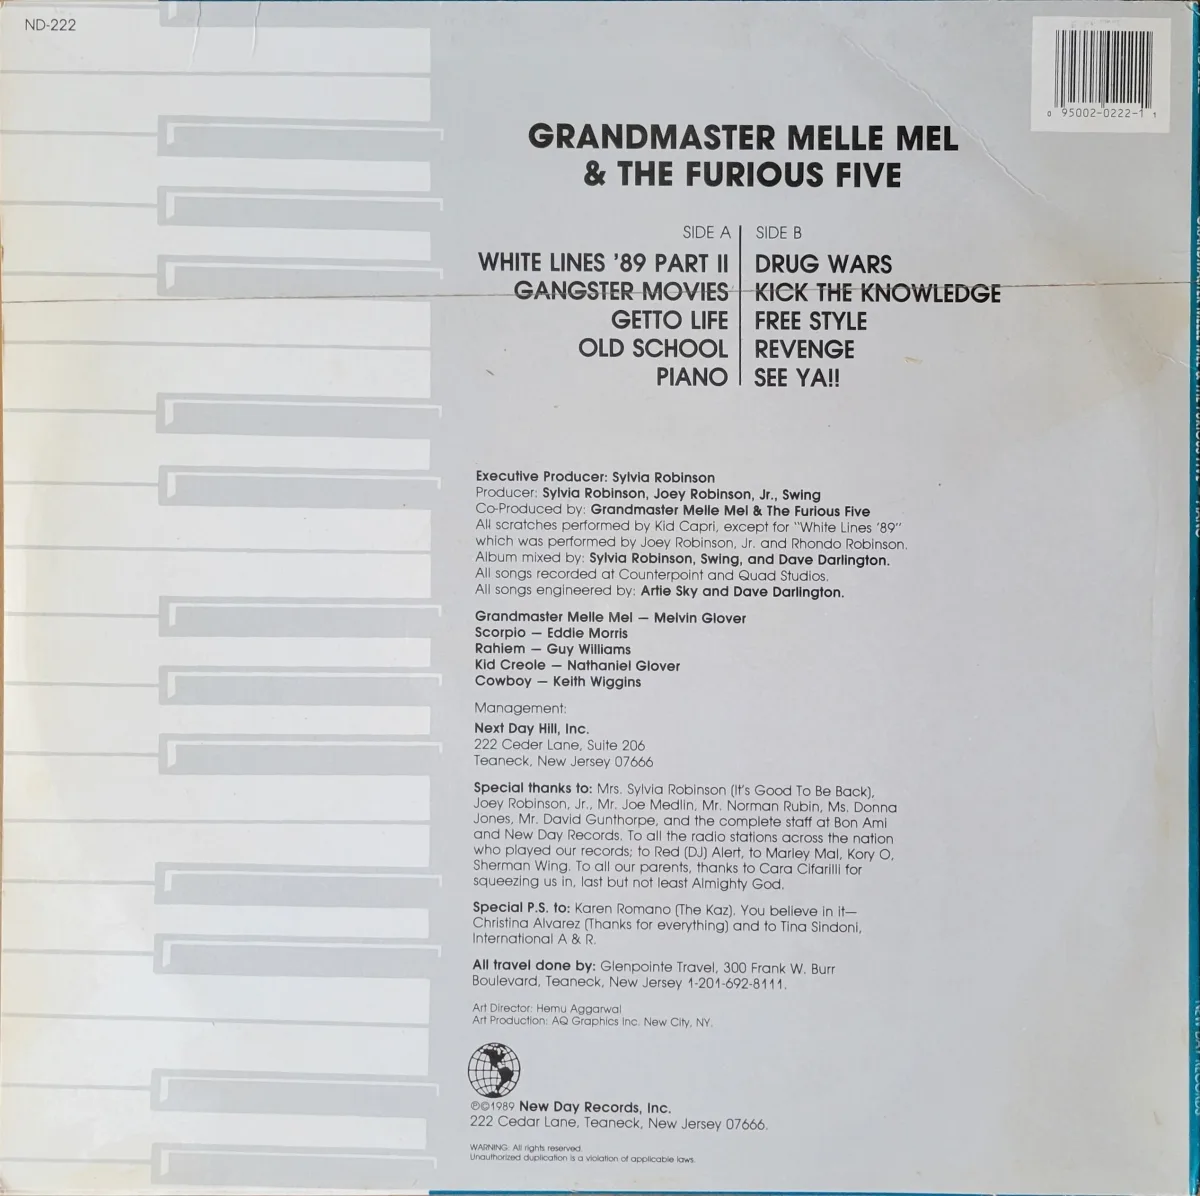 ND-222
0 95002-0222-1 1
GRANDMASTER MELLE MEL
& THE FURIOUS FIVE
SIDE A
WHITE LINES '89 PART II
GANGSTER MOVIES
GETTO LIFE
OLD SCHOOL
PIANO
SIDE B
DRUG WARS
KICK THE KNOWLEDGE
FREE STYLE
REVENGE
SEE YA!!
Executive Producer: Sylvia Robinson
Producer: Sylvia Robinson, Joey Robinson, Jr., Swing
Co-Produced by: Grandmaster Melle Mel & The Furious Five
All scratches performed by Kid Capri, except for "White Lines '89"
which was performed by Joey Robinson, Jr. and Rhondo Robinson.
Album mixed by: Sylvia Robinson, Swing, and Dave Darlington.
All songs recorded at Counterpoint and Quad Studios.
All songs engineered by: Artie Sky and Dave Darlington.
Grandmaster Melle Mel — Melvin Glover
Scorpio — Eddie Morris
Rahiem — Guy Williams
Kid Creole — Nathaniel Glover
Cowboy — Keith Wiggins
Management:
Next Day Hill, Inc.
222 Ceder Lane, Suite 206
Teaneck, New Jersey 07666
Special thanks to: Mrs. Sylvia Robinson (It's Good To Be Back),
Joey Robinson, Jr., Mr. Joe Medlin, Mr. Norman Rubin, Ms. Donna
Jones, Mr. David Gunthorpe, and the complete staff at Bon Ami
and New Day Records. To all the radio stations across the nation
who played our records; to Red (DJ) Alert, to Marley Mal, Kory O,
Sherman Wing. To all our parents, thanks to Cara Cifarilli for
squeezing us in, last but not least Almighty God.
Special P.S. to: Karen Romano (The Kaz). You believe in it—
Christina Alvarez (Thanks for everything) and to Tina Sindoni,
International A & R.
All travel done by: Glenpointe Travel, 300 Frank W. Burr
Boulevard, Teaneck, New Jersey 1-201-692-8111.
Art Director: Hemu Aggarwal
Art Production: AQ Graphics Inc. New City, NY.
℗©1989 New Day Records, Inc.
222 Cedar Lane, Teaneck, New Jersey 07666.
WARNING: All rights reserved.
Unauthorized duplication is a violation of applicable laws.